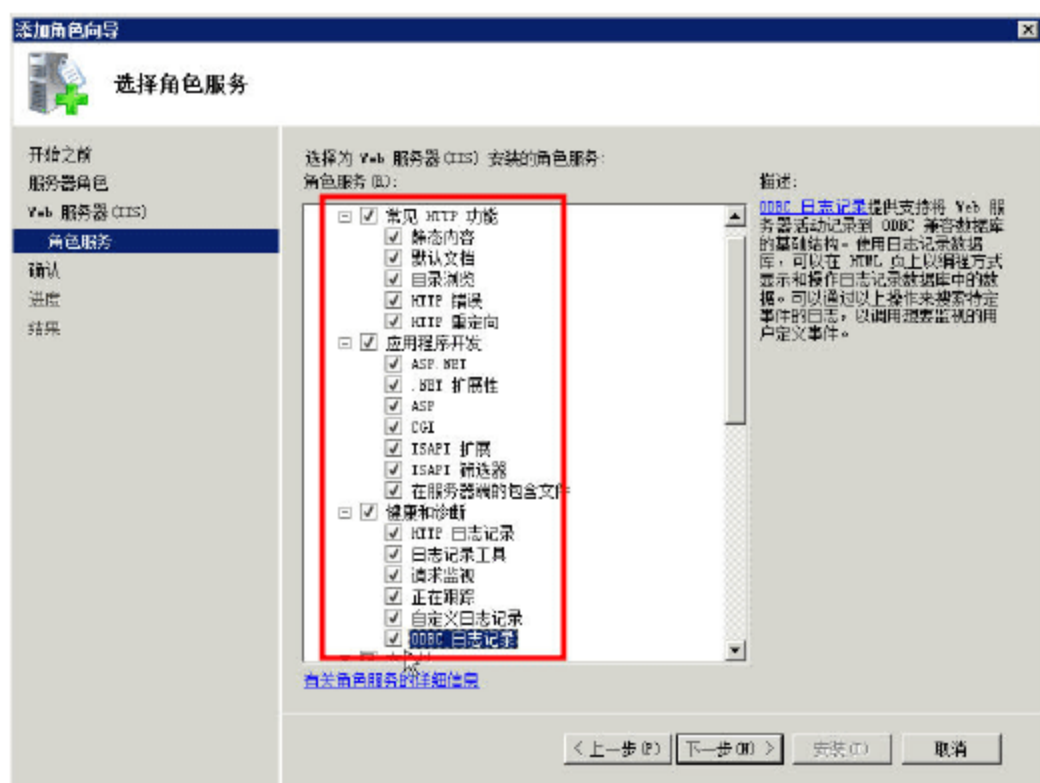 添加角色向导
选择角色服务
开始之前
服务器角色
Web 服务器(IIS)
角色服务
确认
进度
结果
选择为 Web 服务器(IIS) 安装的角色服务:
角色服务(R):
常见 HTTP 功能
静态内容
默认文档
目录浏览
HTTP 错误
HTTP 重定向
应用程序开发
ASP.NET
.NET 扩展性
ASP
CGI
ISAPI 扩展
ISAPI 筛选器
在服务器端的包含文件
健康和诊断
HTTP 日志记录
日志记录工具
请求监视
正在跟踪
自定义日志记录
ODBC 日志记录
有关角色服务的详细信息
描述:
ODBC 日志记录提供支持将 Web 服
务器活动记录到 ODBC 兼容数据库
的基础结构。使用日志记录数据
库，可以在 HTML 页上以编程方式
显示和操作日志记录数据库中的数
据。可以通过以上操作来搜索特定
事件的日志，以调用想要监视的用
户定义事件。
< 上一步(P)
下一步(N) >
安装(I)
取消